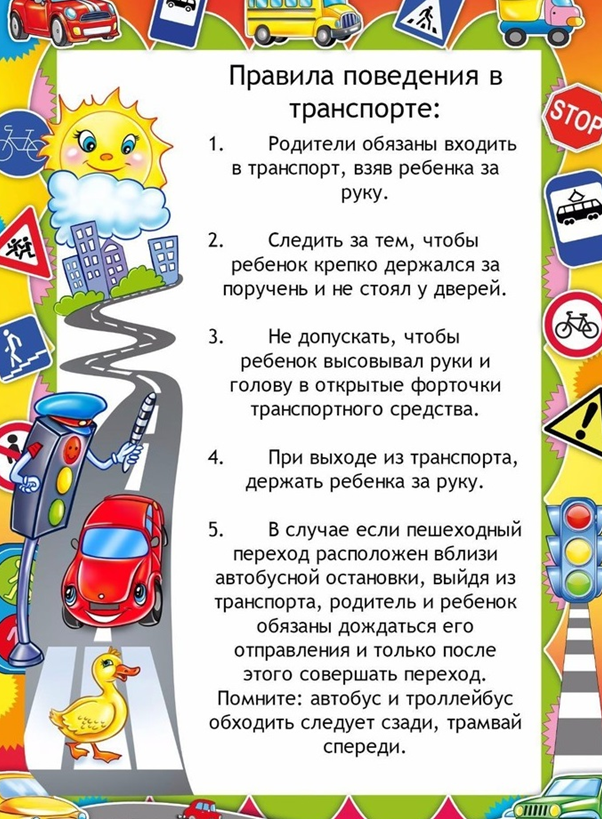 STOP
Правила поведения в
транспорте:
1. Родители обязаны входить
в транспорт, взяв ребенка за
руку.
2. Следить за тем, чтобы
ребенок крепко держался за
поручень и не стоял у дверей.
3. Не допускать, чтобы
ребенок высовывал руки и
голову в открытые форточки
транспортного средства.
4. При выходе из транспорта,
держать ребенка за руку.
5. В случае если пешеходный
переход расположен вблизи
автобусной остановки, выйдя из
транспорта, родитель и ребенок
обязаны дождаться его
отправления и только после
этого совершать переход.
Помните: автобус и троллейбус
обходить следует сзади, трамвай
спереди.